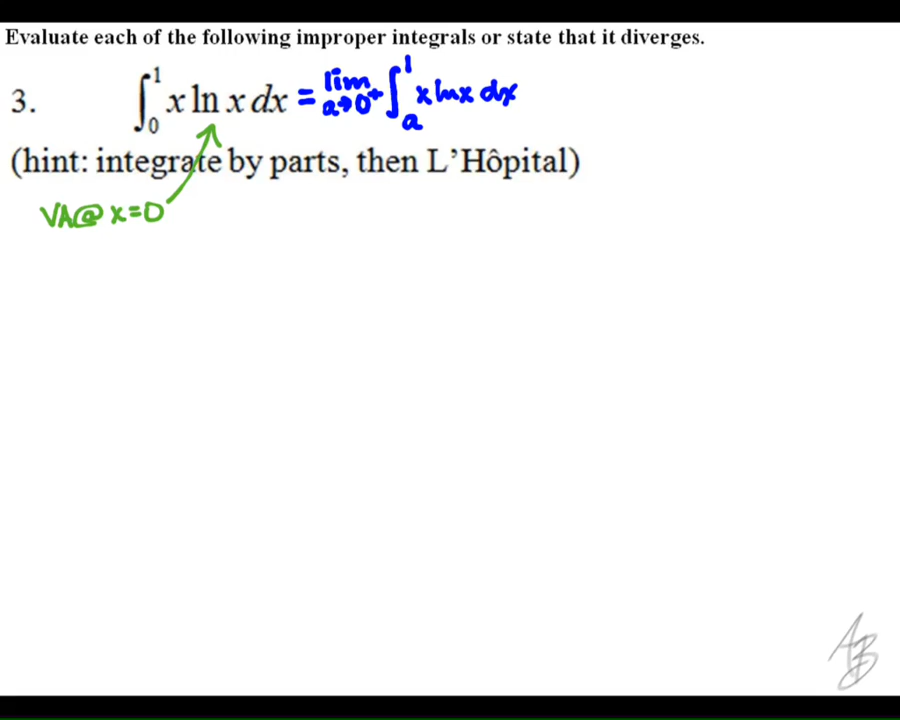 Evaluate each of the following improper integrals or state that it diverges.
3. ∫₀¹ x ln x dx = lim a→0⁺ ∫ₐ¹ x ln x dx
(hint: integrate by parts, then L’Hôpital)
VA@ x=0